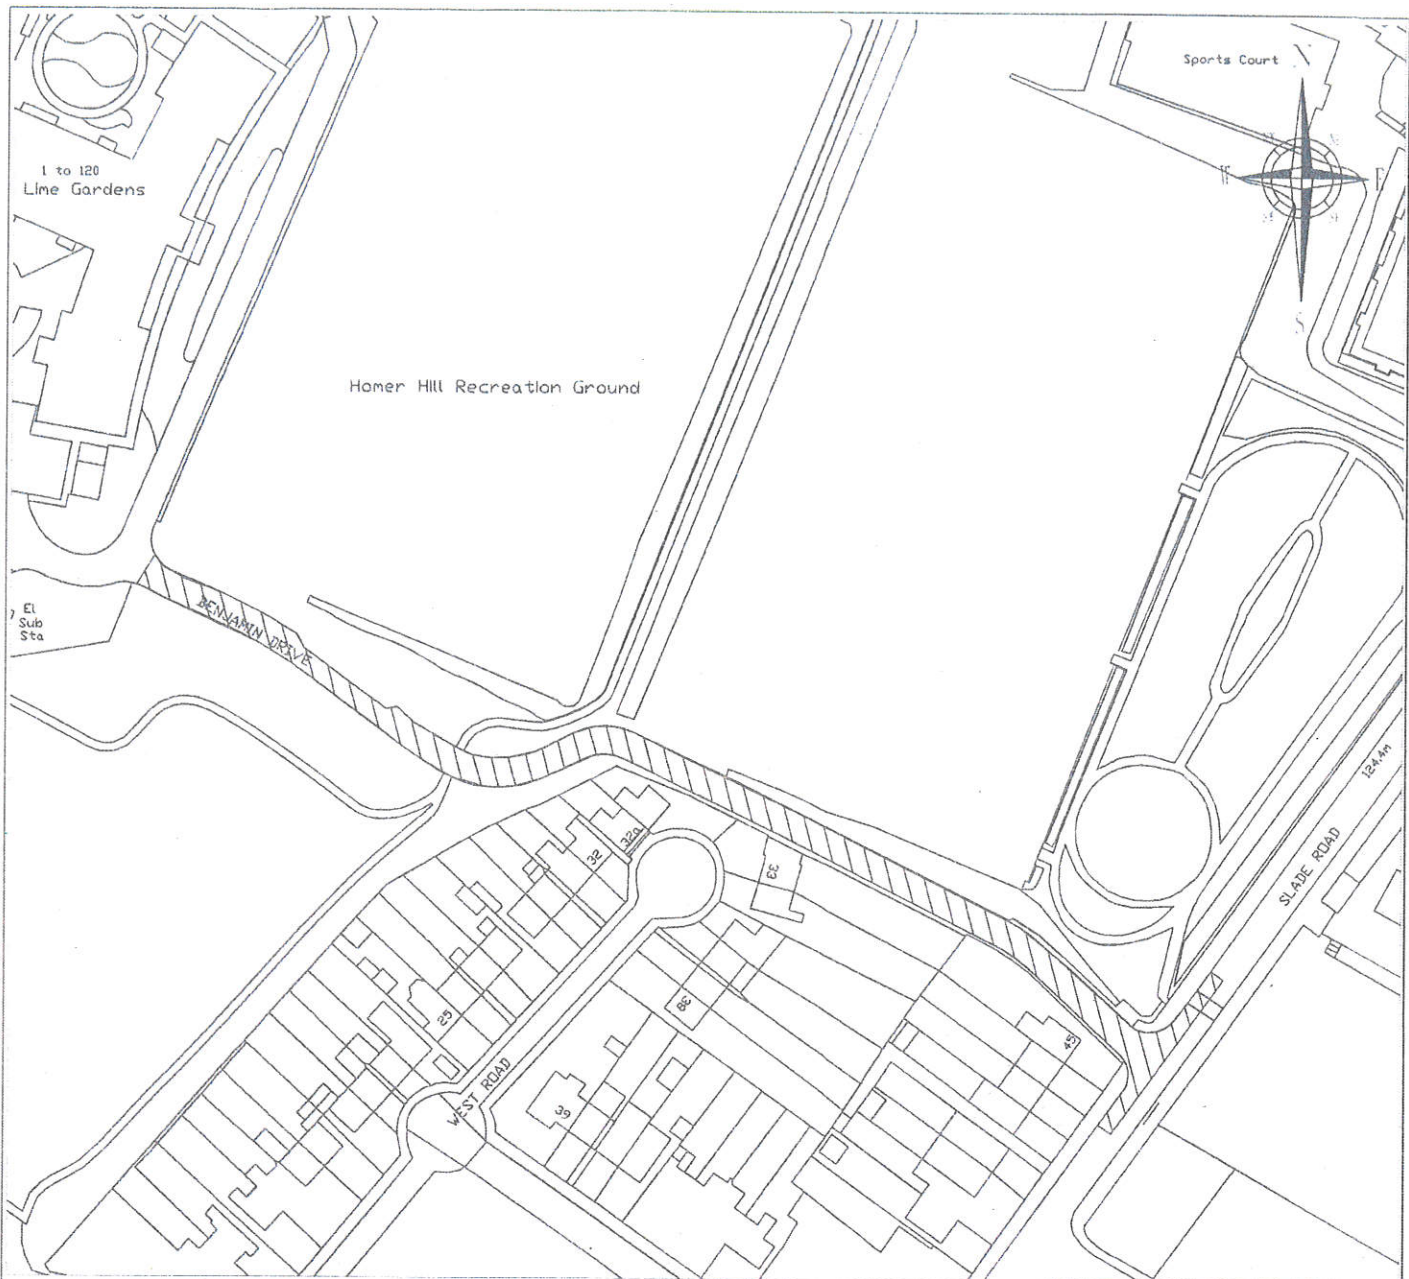 Sports Court
N
W
E
S
1 to 120
Lime Gardens
Homer Hill Recreation Ground
El
Sub
Sta
BENJAMIN DRIVE
124.4m
SLADE ROAD
32a
32
33
38
25
45
39
WEST ROAD